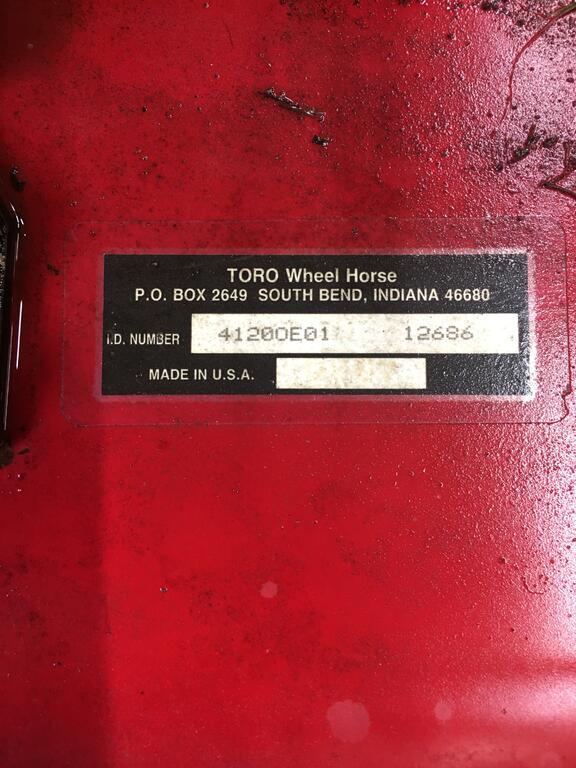 TORO Wheel Horse
P.O. BOX 2649 SOUTH BEND, INDIANA 46680
I.D. NUMBER 41200E01 12686
MADE IN U.S.A.